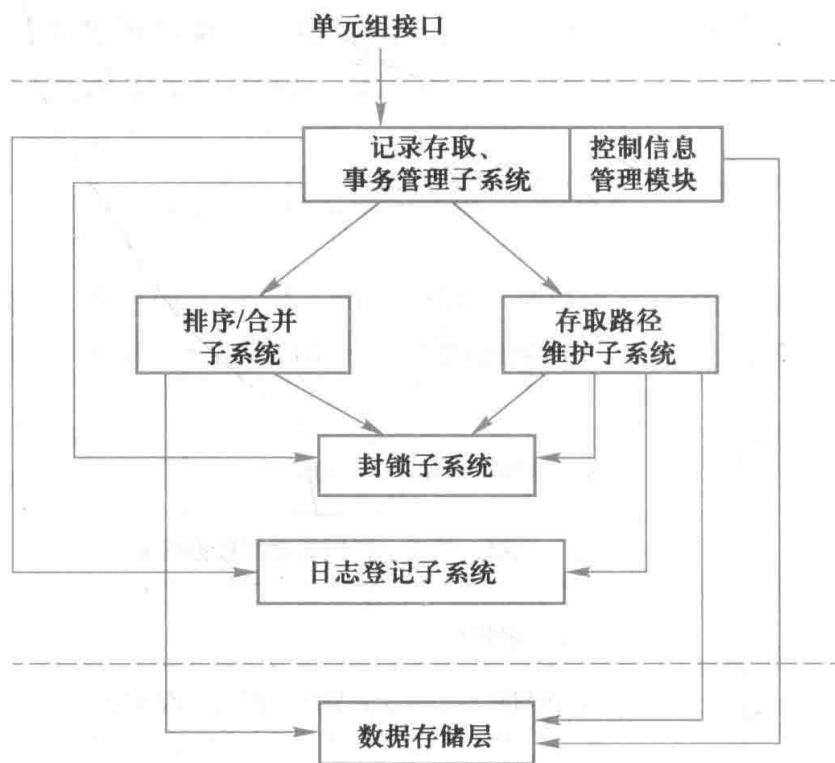 单元组接口
记录存取、
事务管理子系统
控制信息
管理模块
排序/合并
子系统
存取路径
维护子系统
封锁子系统
日志登记子系统
数据存储层